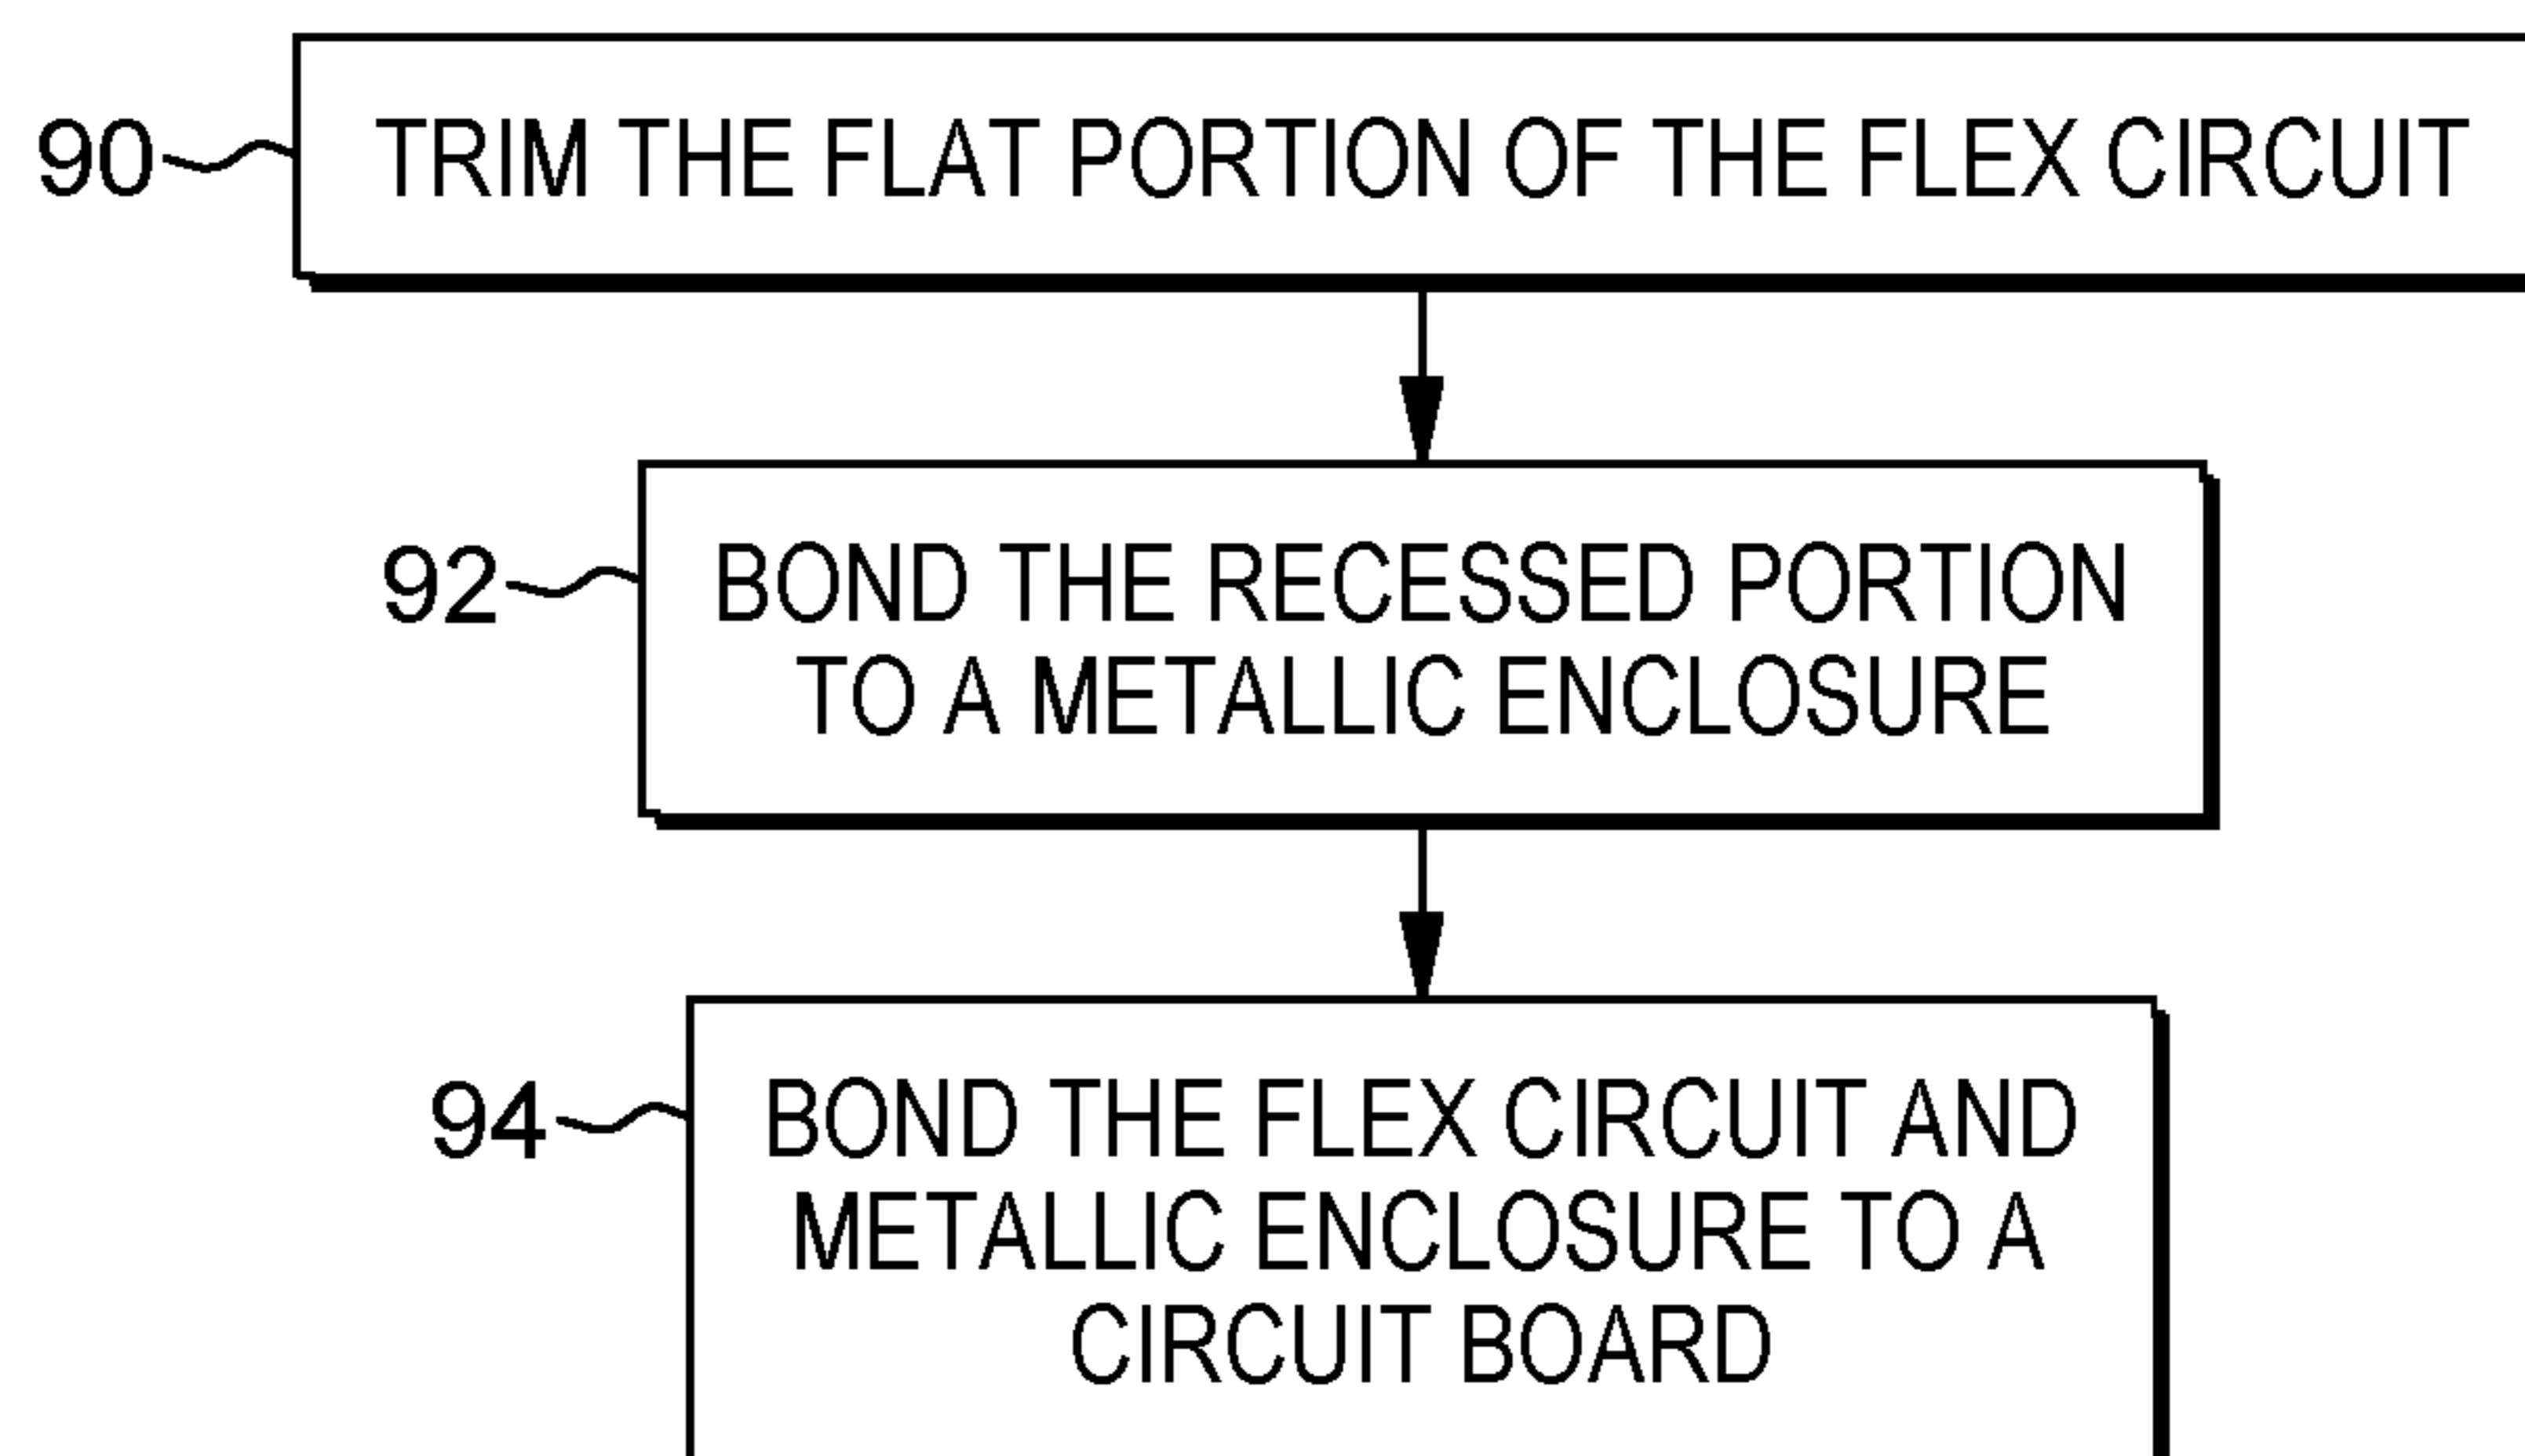 90 TRIM THE FLAT PORTION OF THE FLEX CIRCUIT
92 BOND THE RECESSED PORTION
TO A METALLIC ENCLOSURE
94 BOND THE FLEX CIRCUIT AND
METALLIC ENCLOSURE TO A
CIRCUIT BOARD